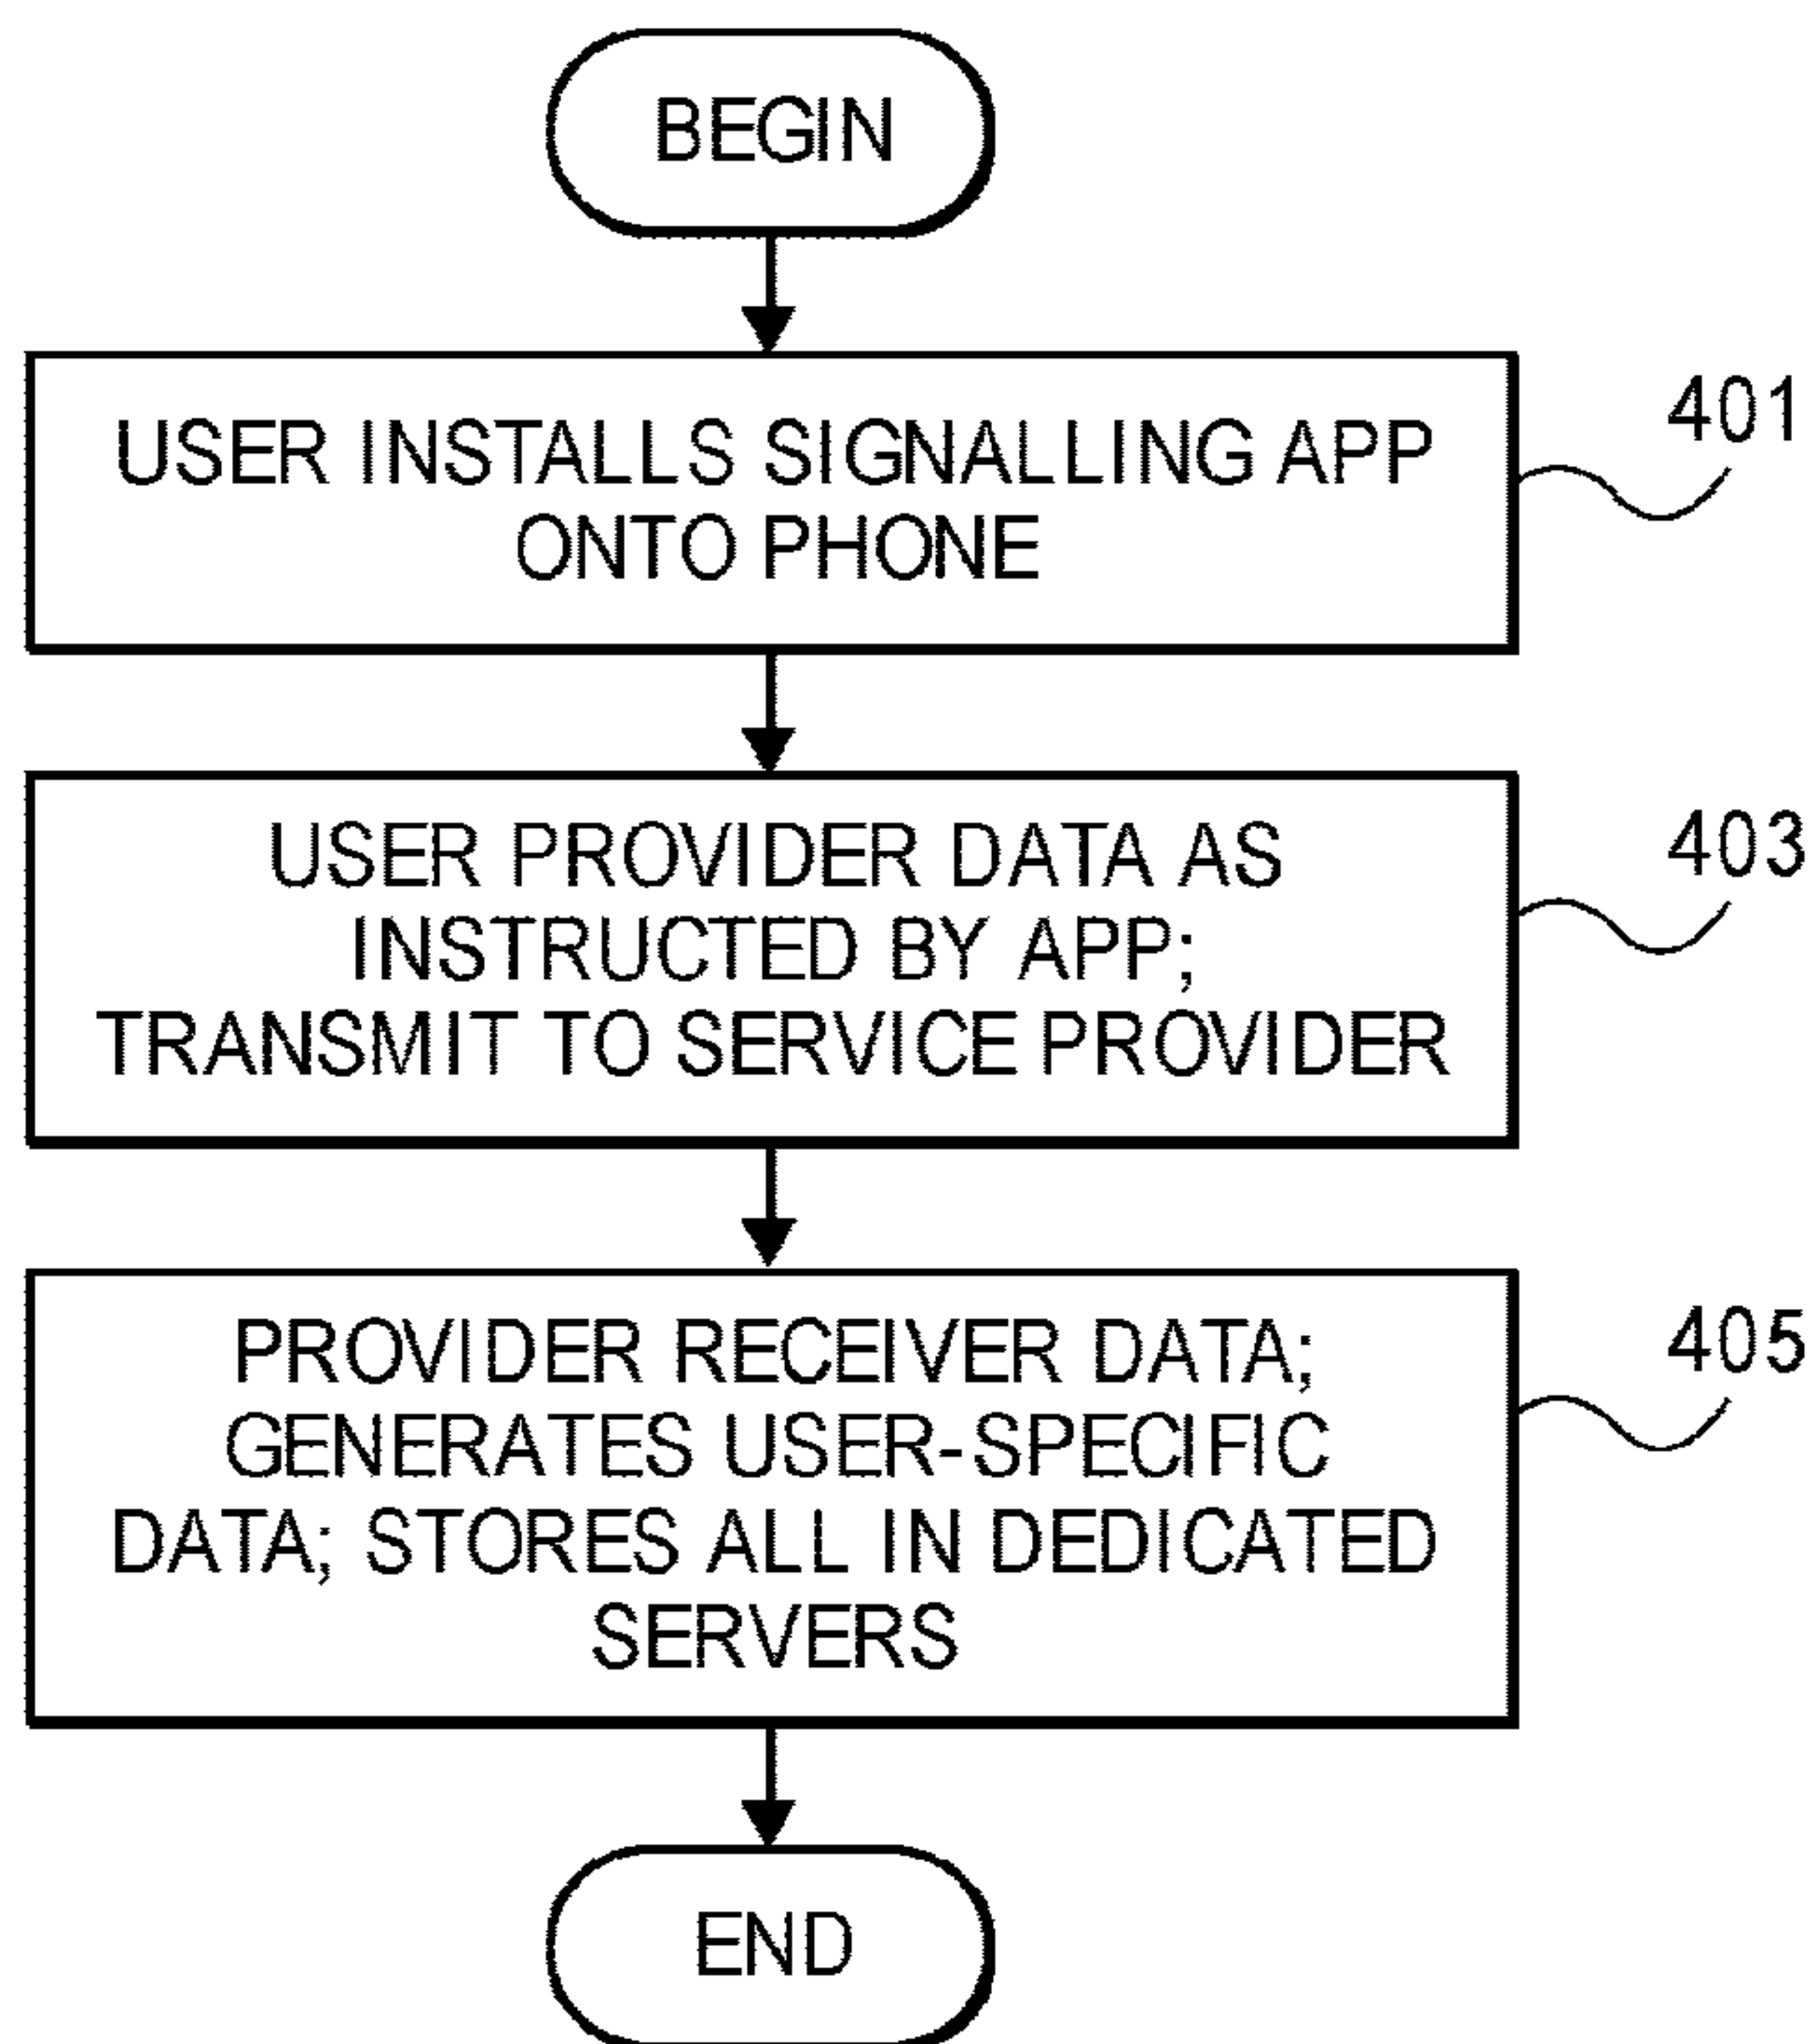 BEGIN
USER INSTALLS SIGNALLING APP
ONTO PHONE
401
USER PROVIDER DATA AS
INSTRUCTED BY APP;
TRANSMIT TO SERVICE PROVIDER
403
PROVIDER RECEIVER DATA;
GENERATES USER-SPECIFIC
DATA; STORES ALL IN DEDICATED
SERVERS
405
END